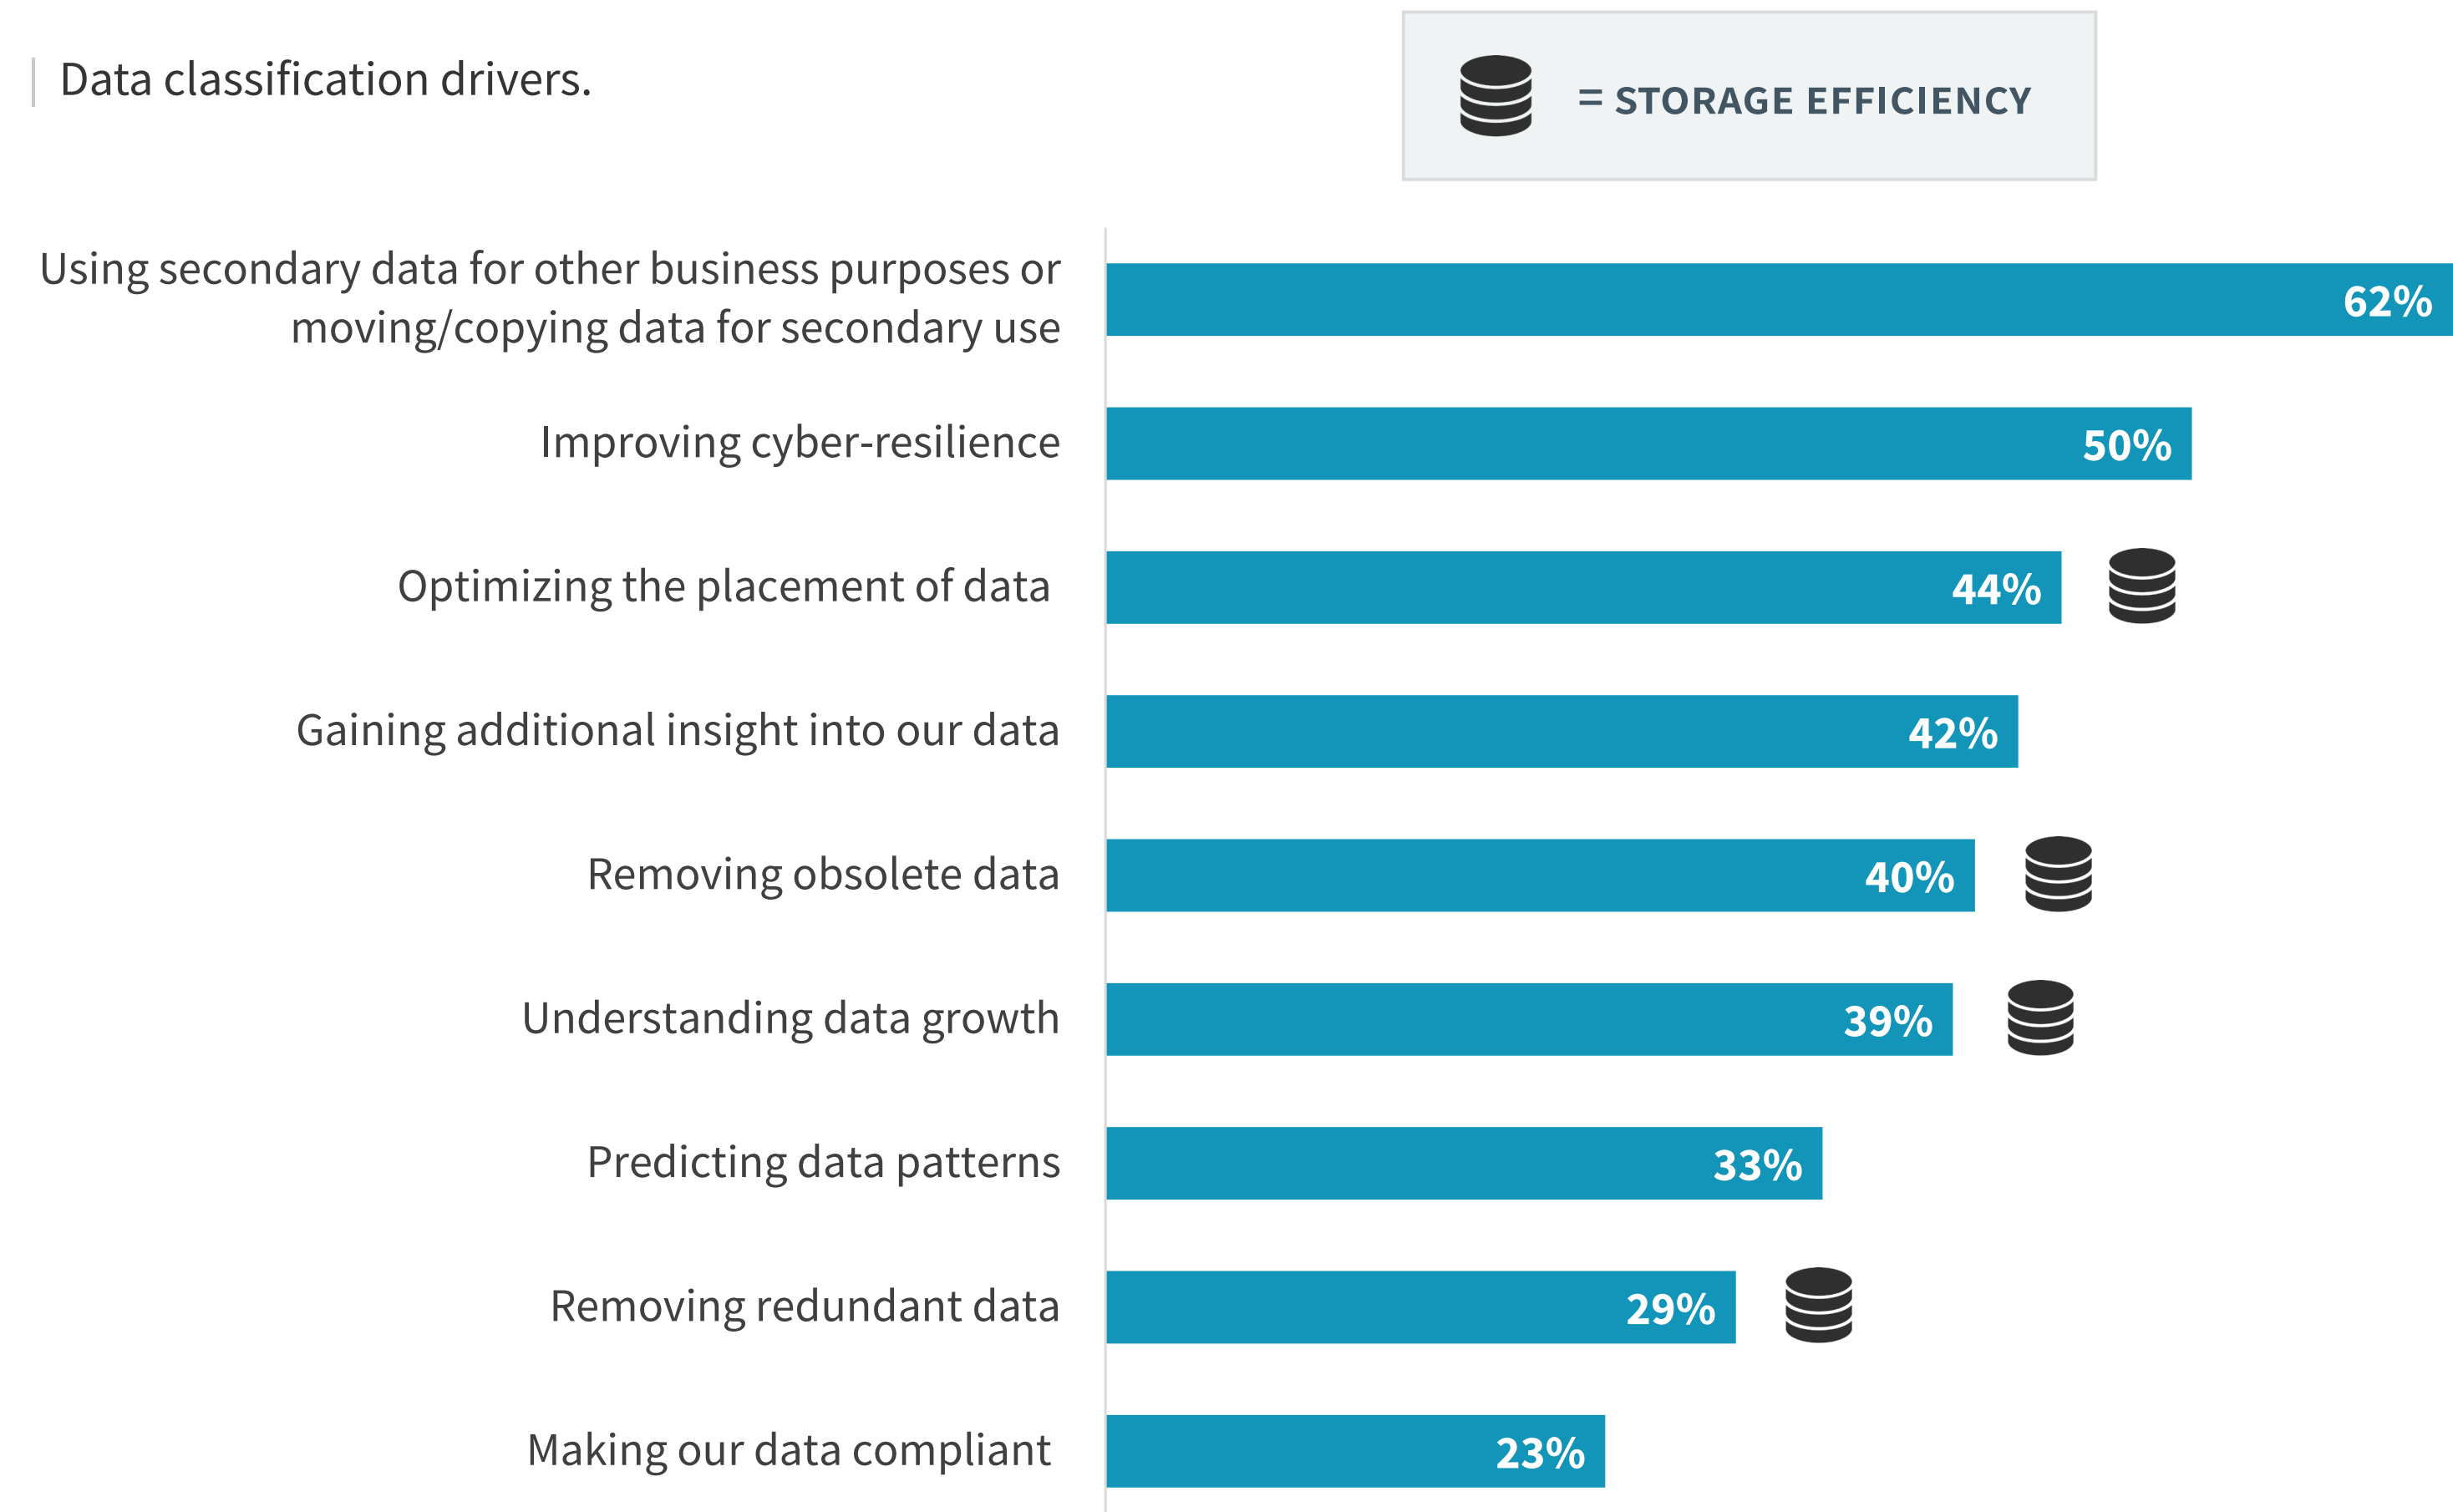 Data classification drivers.
= STORAGE EFFICIENCY
Using secondary data for other business purposes or
moving/copying data for secondary use
62%
Improving cyber-resilience
50%
Optimizing the placement of data
44%
Gaining additional insight into our data
42%
Removing obsolete data
40%
Understanding data growth
39%
Predicting data patterns
33%
Removing redundant data
29%
Making our data compliant
23%